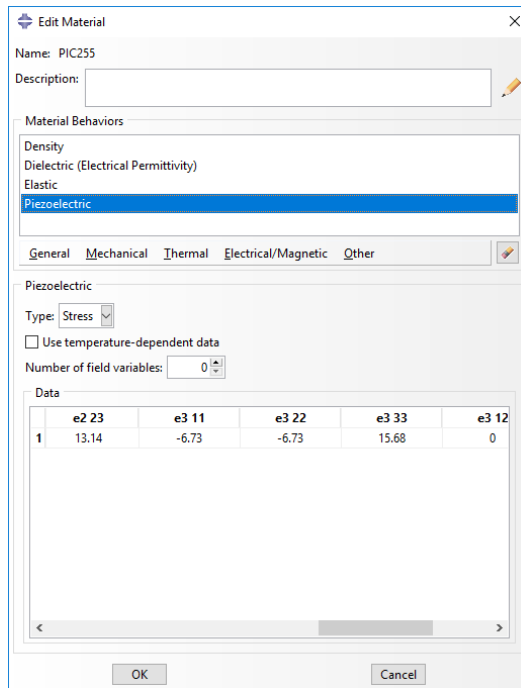 Edit Material
Name: PIC255
Description:
Material Behaviors
Density
Dielectric (Electrical Permittivity)
Elastic
Piezoelectric
General Mechanical Thermal Electrical/Magnetic Other
Piezoelectric
Type: Stress
Use temperature-dependent data
Number of field variables: 0
Data
e2 23 e3 11 e3 22 e3 33 e3 12
1 13.14 -6.73 -6.73 15.68 0
OK Cancel